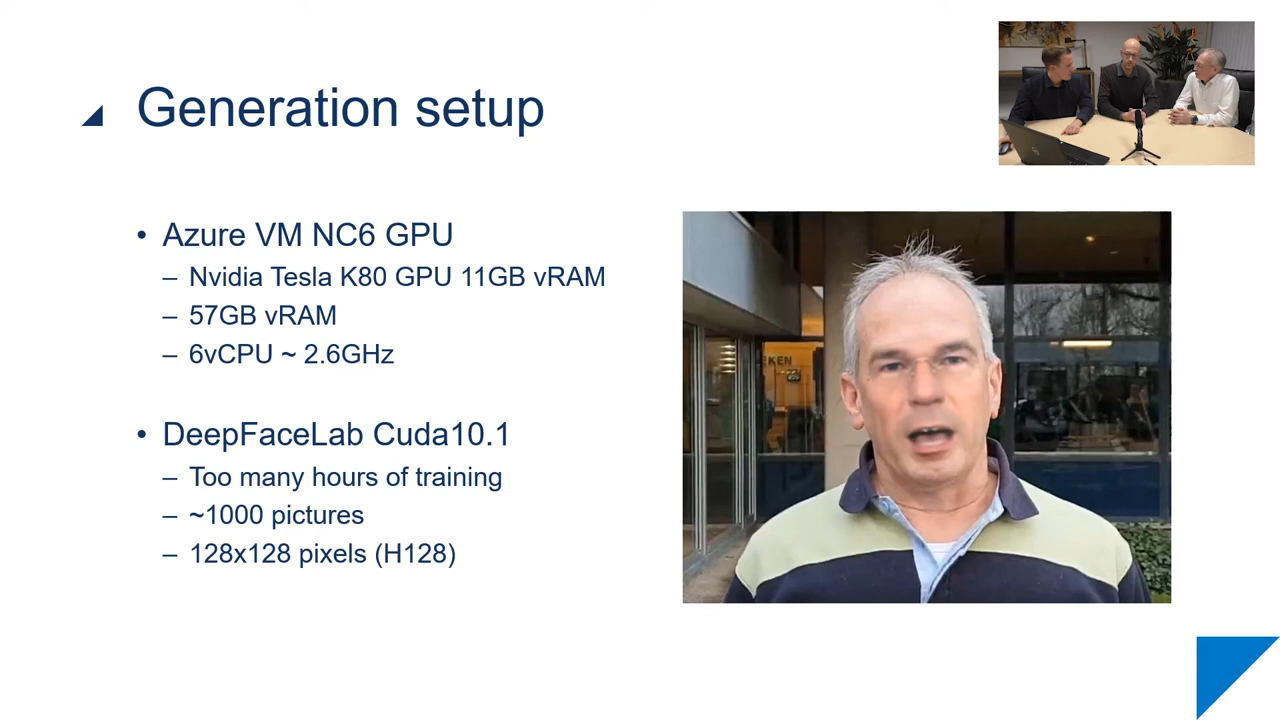 Generation setup
• Azure VM NC6 GPU
– Nvidia Tesla K80 GPU 11GB vRAM
– 57GB vRAM
– 6vCPU ~ 2.6GHz
EKEN
• DeepFaceLab Cuda10.1
– Too many hours of training
– ~1000 pictures
– 128x128 pixels (H128)